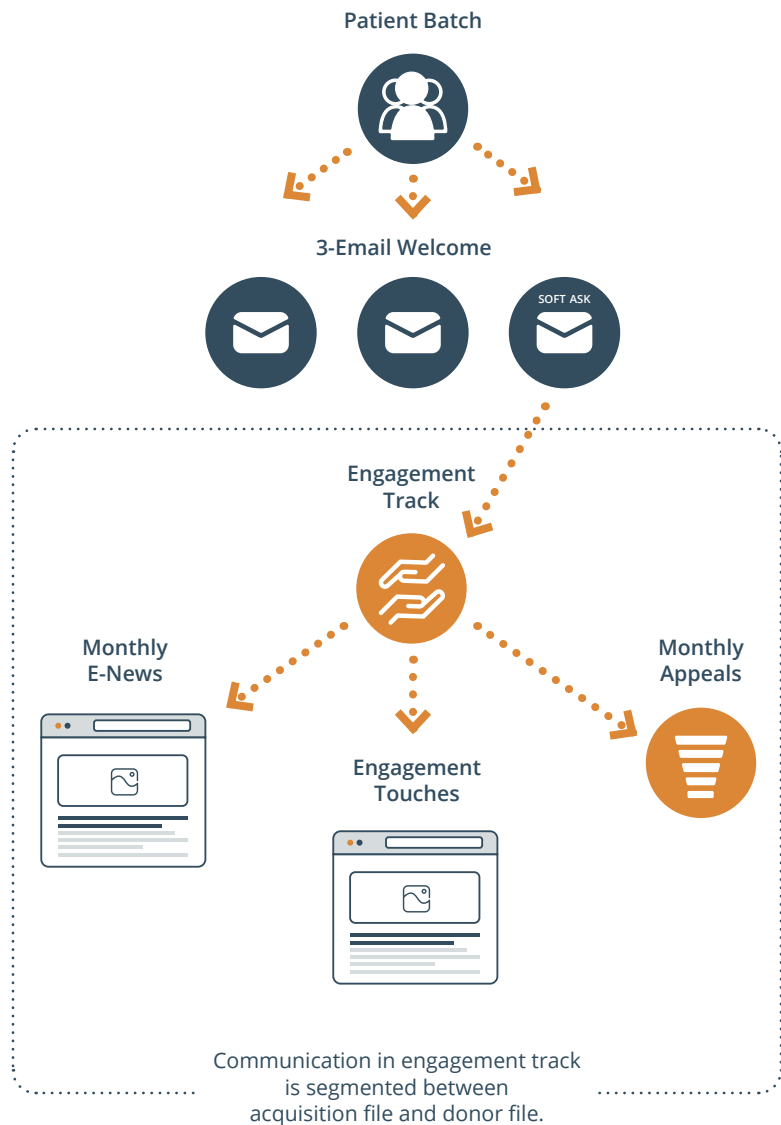 Patient Batch
3-Email Welcome
SOFT ASK
Engagement
Track
Monthly
E-News
Monthly
Appeals
Engagement
Touches
Communication in engagement track
is segmented between
acquisition file and donor file.